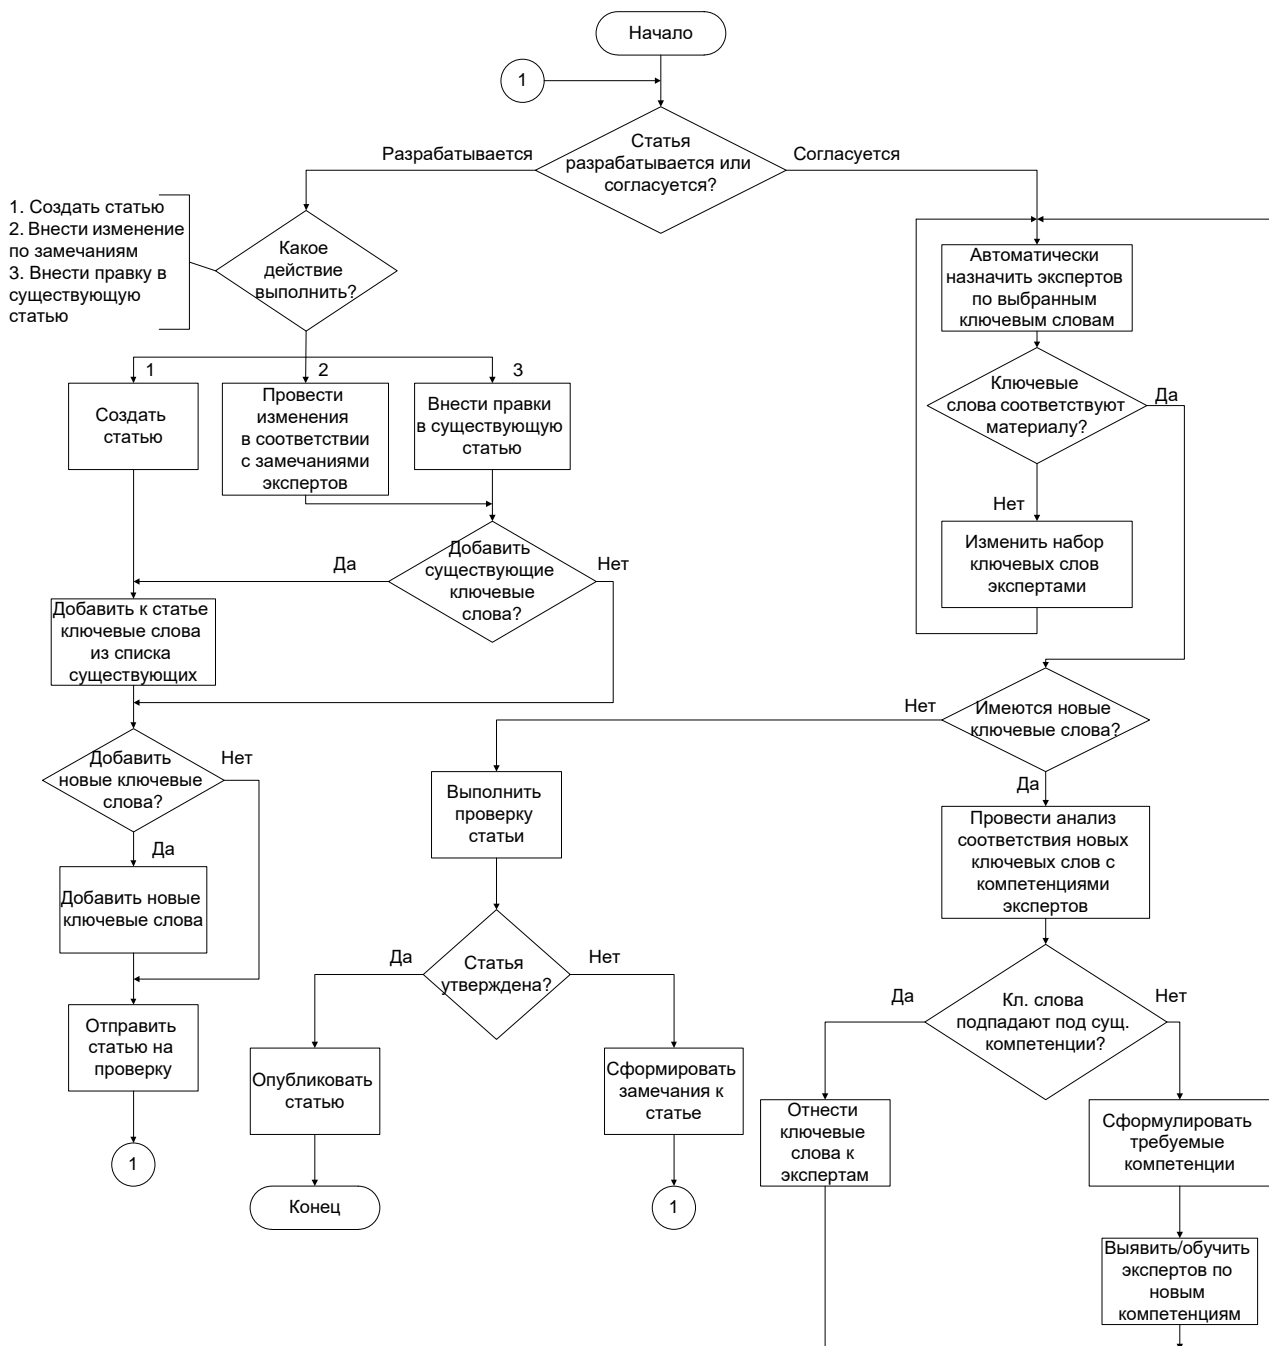 Начало
1
Статья
разрабатывается или
согласуется?
Разрабатывается
Согласуется
1. Создать статью
2. Внести изменение
по замечаниям
3. Внести правку в
существующую
статью
Какое
действие
выполнить?
Автоматически
назначить экспертов
по выбранным
ключевым словам
1
2
3
Создать
статью
Провести
изменения
в соответствии
с замечаниями
экспертов
Внести правки
в существующую
статью
Ключевые
слова соответствуют
материалу?
Да
Нет
Изменить набор
ключевых слов
экспертами
Да
Добавить
существующие
ключевые
слова?
Нет
Добавить к статье
ключевые слова
из списка
существующих
Нет
Имеются новые
ключевые слова?
Да
Добавить
новые ключевые
слова?
Нет
Да
Выполнить
проверку
статьи
Провести анализ
соответствия новых
ключевых слов с
компетенциями
экспертов
Добавить новые
ключевые слова
Да
Статья
утверждена?
Нет
Да
Кл. слова
подпадают под сущ.
компетенции?
Нет
Отправить
статью на
проверку
Опубликовать
статью
Сформировать
замечания к
статье
Отнести
ключевые
слова к
экспертам
Сформулировать
требуемые
компетенции
1
Конец
1
Выявить/обучить
экспертов по
новым
компетенциям